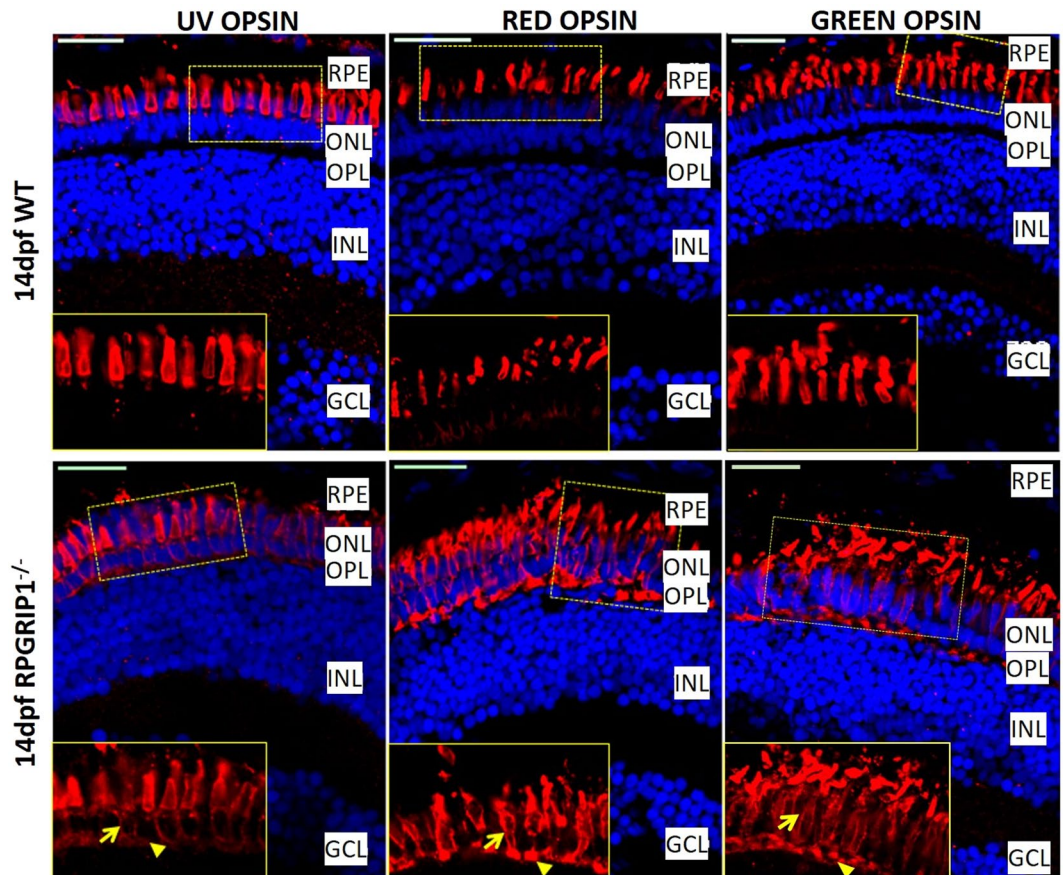 UV OPSIN
RED OPSIN
GREEN OPSIN
14dpf WT
RPE
ONL
OPL
INL
GCL
RPE
ONL
OPL
INL
GCL
RPE
ONL
OPL
INL
GCL
14dpf RPGRIP1-/-
RPE
ONL
OPL
INL
GCL
RPE
ONL
OPL
INL
GCL
RPE
ONL
OPL
INL
GCL